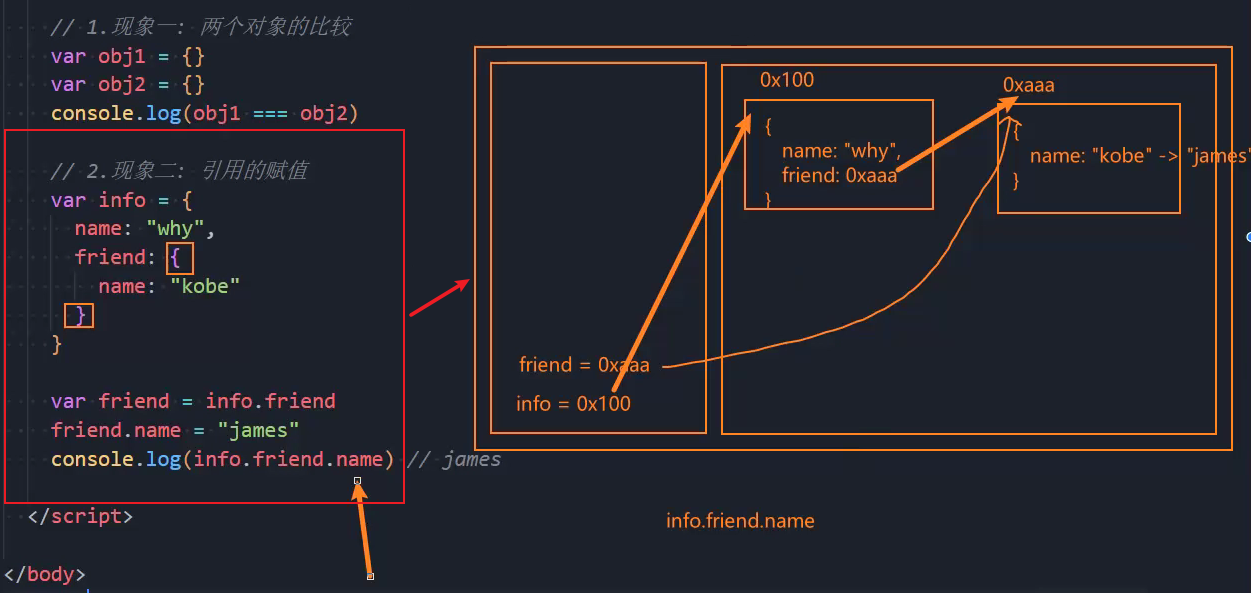 // 1.现象一: 两个对象的比较
var obj1 = {}
var obj2 = {}
console.log(obj1 === obj2)
// 2.现象二: 引用的赋值
var info = {
name: "why",
friend: {
name: "kobe"
}
}
var friend = info.friend
friend.name = "james"
console.log(info.friend.name) // james
</script>
</body>
0x100
{
name: "why",
friend: 0xaaa
}
0xaaa
{
name: "kobe" -> "james"
}
friend = 0xaaa
info = 0x100
info.friend.name